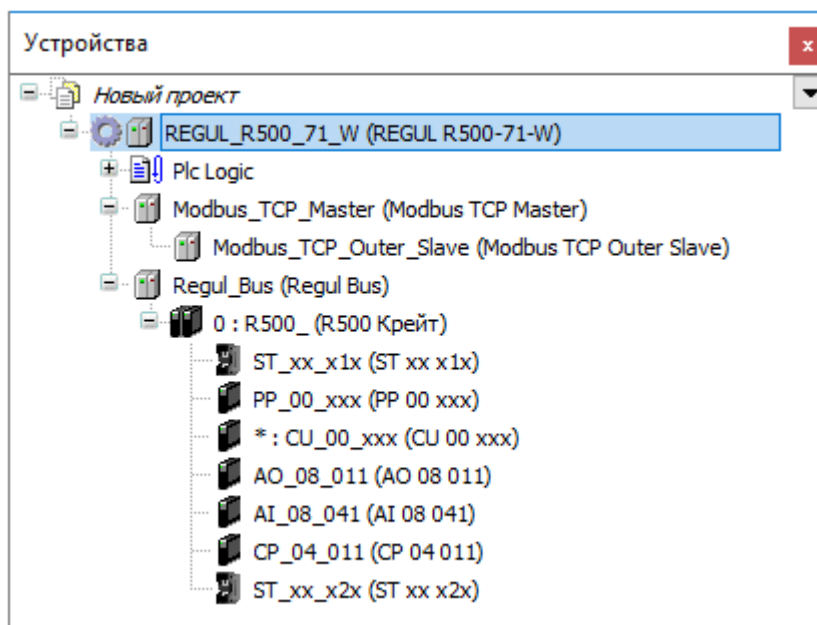 Устройства
x
Новый проект
REGUL_R500_71_W (REGUL R500-71-W)
Plc Logic
Modbus_TCP_Master (Modbus TCP Master)
Modbus_TCP_Outer_Slave (Modbus TCP Outer Slave)
Regul_Bus (Regul Bus)
0 : R500_ (R500 Крейт)
ST_xx_x1x (ST xx x1x)
PP_00_xxx (PP 00 xxx)
* : CU_00_xxx (CU 00 xxx)
AO_08_011 (AO 08 011)
AI_08_041 (AI 08 041)
CP_04_011 (CP 04 011)
ST_xx_x2x (ST xx x2x)